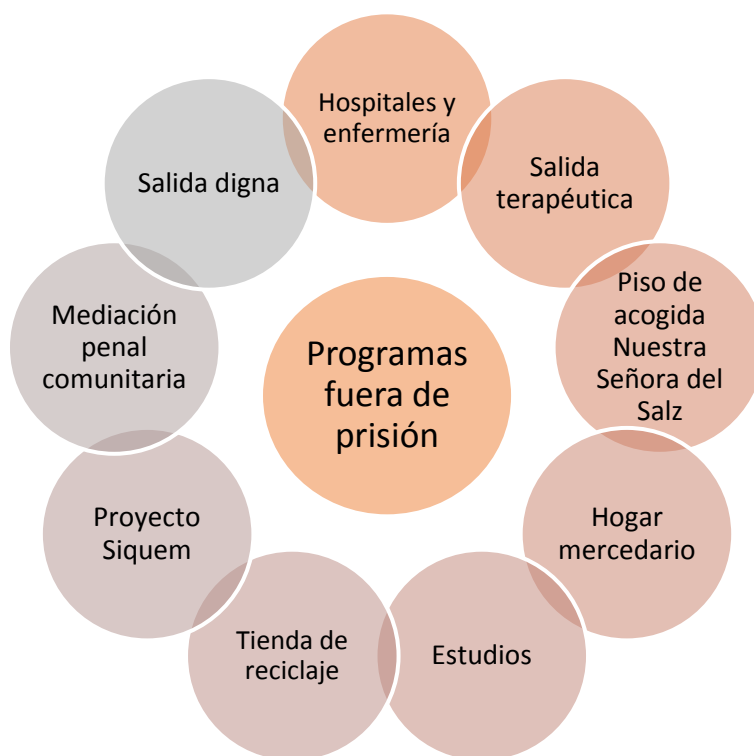 Hospitales y
enfermería
Salida
terapéutica
Piso de
acogida
Nuestra
Señora del
Salz
Hogar
mercedario
Estudios
Tienda de
reciclaje
Proyecto
Siquem
Mediación
penal
comunitaria
Salida digna
Programas
fuera de
prisión